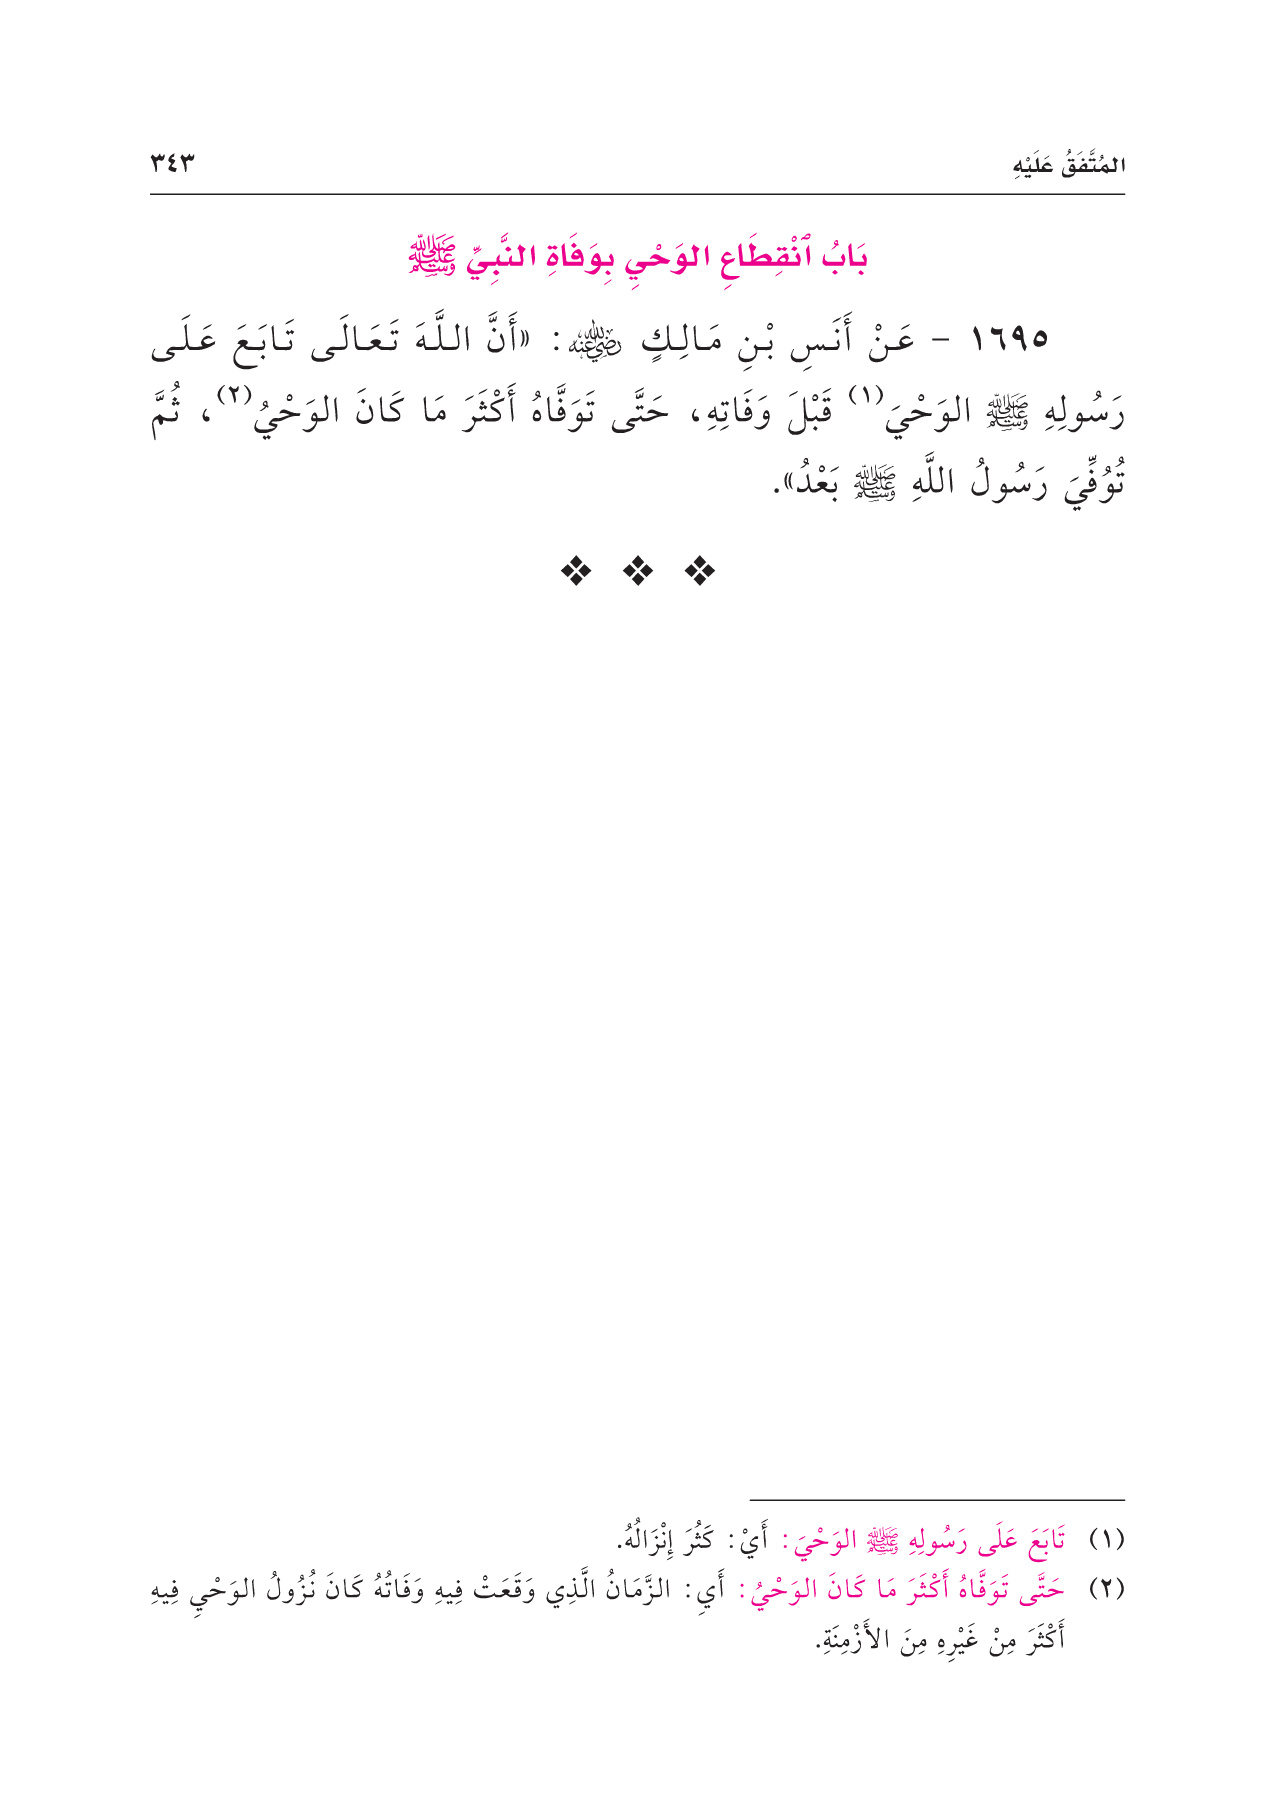 المُتَّفَقُ عَلَيْهِ ٣٤٣
بَابُ ٱنْقِطَاعِ الوَحْيِ بِوَفَاةِ النَّبِيِّ ﷺ
١٦٩٥ - عَنْ أَنَسِ بْنِ مَالِكٍ رضي الله عنه: «أَنَّ اللَّهَ تَعَالَى تَابَعَ عَلَى
رَسُولِهِ ﷺ الوَحْيَ(١) قَبْلَ وَفَاتِهِ، حَتَّى تَوَفَّاهُ أَكْثَرَ مَا كَانَ الوَحْيُ(٢)، ثُمَّ
تُوُفِّيَ رَسُولُ اللَّهِ ﷺ بَعْدُ».
❖ ❖ ❖
(١) تَابَعَ عَلَى رَسُولِهِ ﷺ الوَحْيَ: أَيْ: كَثُرَ إِنْزَالُهُ.
(٢) حَتَّى تَوَفَّاهُ أَكْثَرَ مَا كَانَ الوَحْيُ: أَيِ: الزَّمَانُ الَّذِي وَقَعَتْ فِيهِ وَفَاتُهُ كَانَ نُزُولُ الوَحْيِ فِيهِ
أَكْثَرَ مِنْ غَيْرِهِ مِنَ الأَزْمِنَةِ.